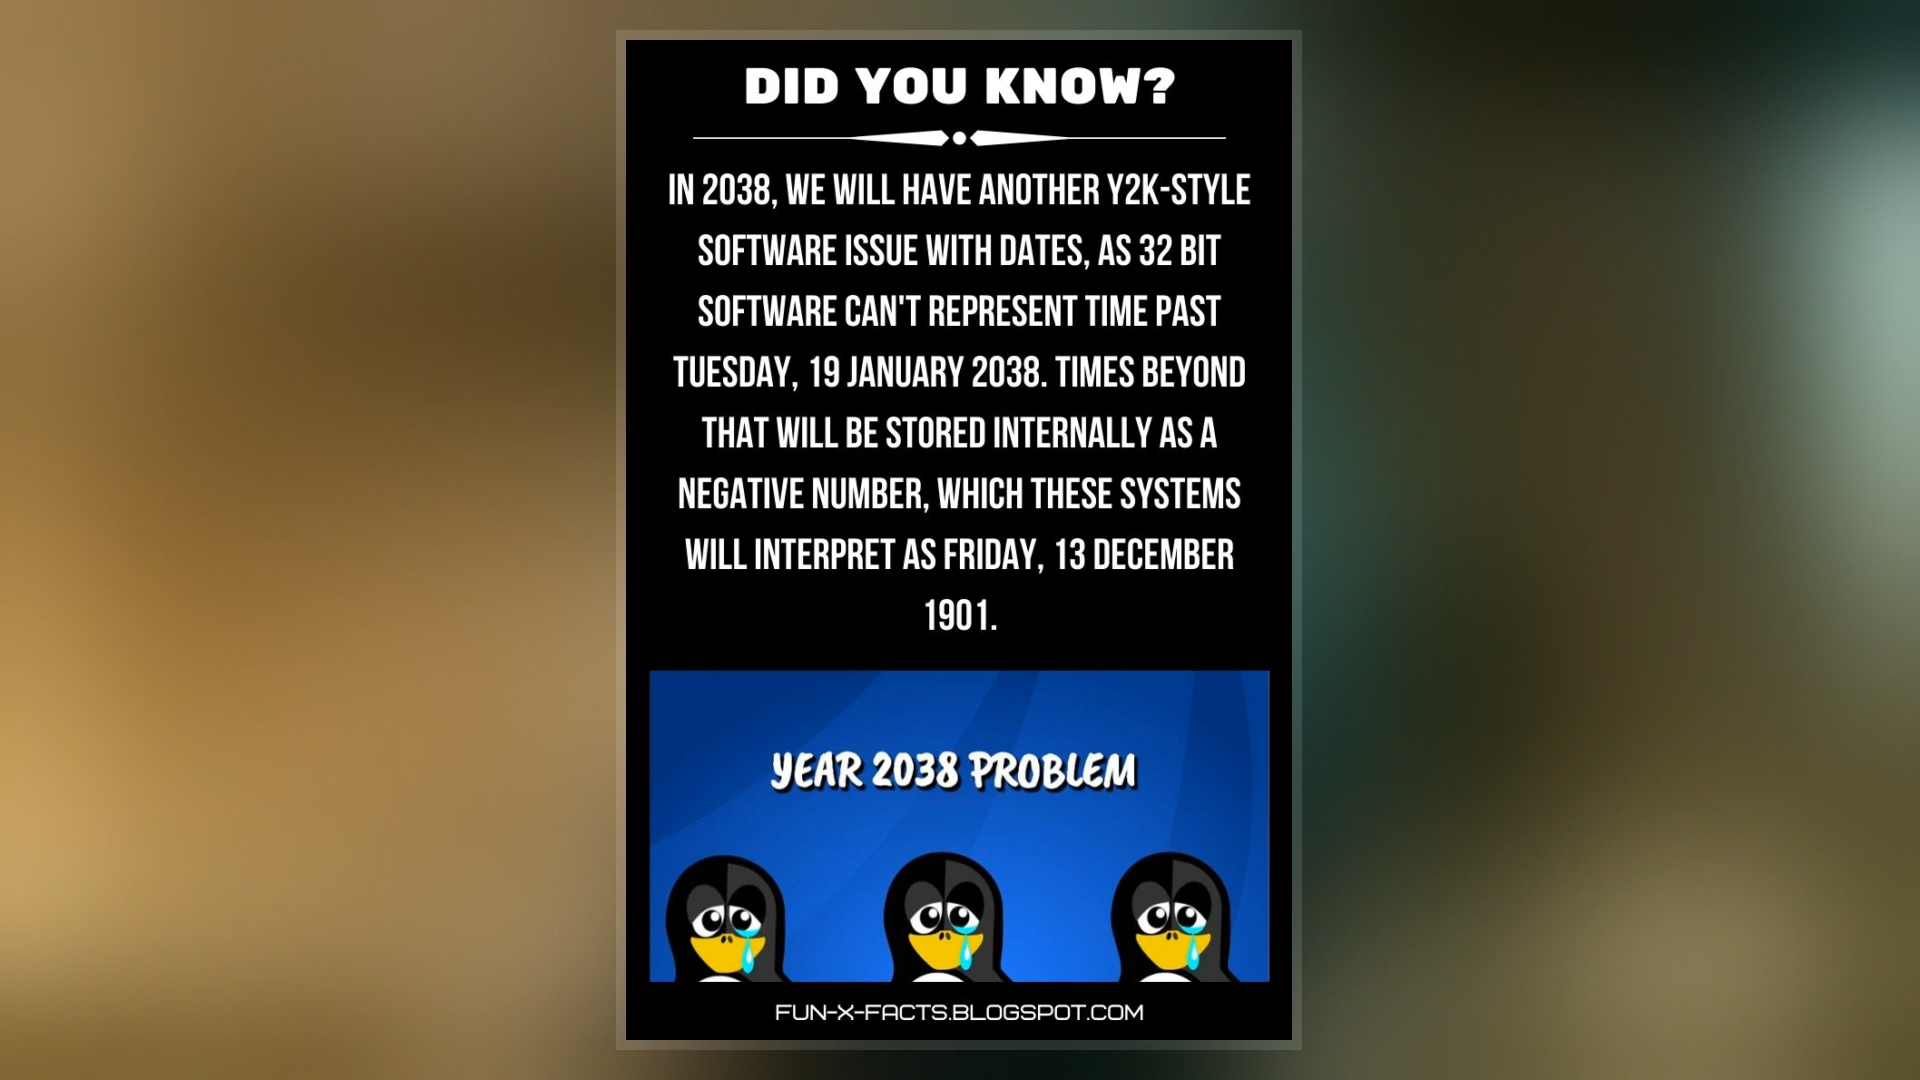 DID YOU KNOW?
IN 2038, WE WILL HAVE ANOTHER Y2K-STYLE
SOFTWARE ISSUE WITH DATES, AS 32 BIT
SOFTWARE CAN'T REPRESENT TIME PAST
TUESDAY, 19 JANUARY 2038. TIMES BEYOND
THAT WILL BE STORED INTERNALLY AS A
NEGATIVE NUMBER, WHICH THESE SYSTEMS
WILL INTERPRET AS FRIDAY, 13 DECEMBER
1901.
YEAR 2038 PROBLEM
FUN-X-FACTS.BLOGSPOT.COM